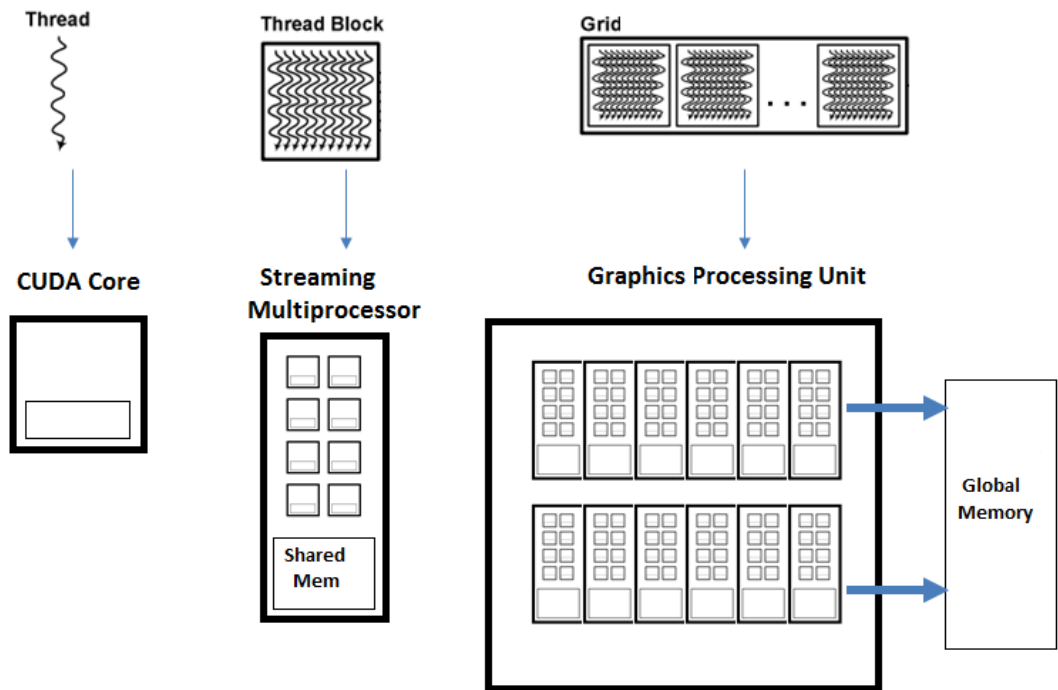 Thread
Thread Block
Grid
. . .
CUDA Core
Streaming
Multiprocessor
Graphics Processing Unit
Shared
Mem
Global
Memory